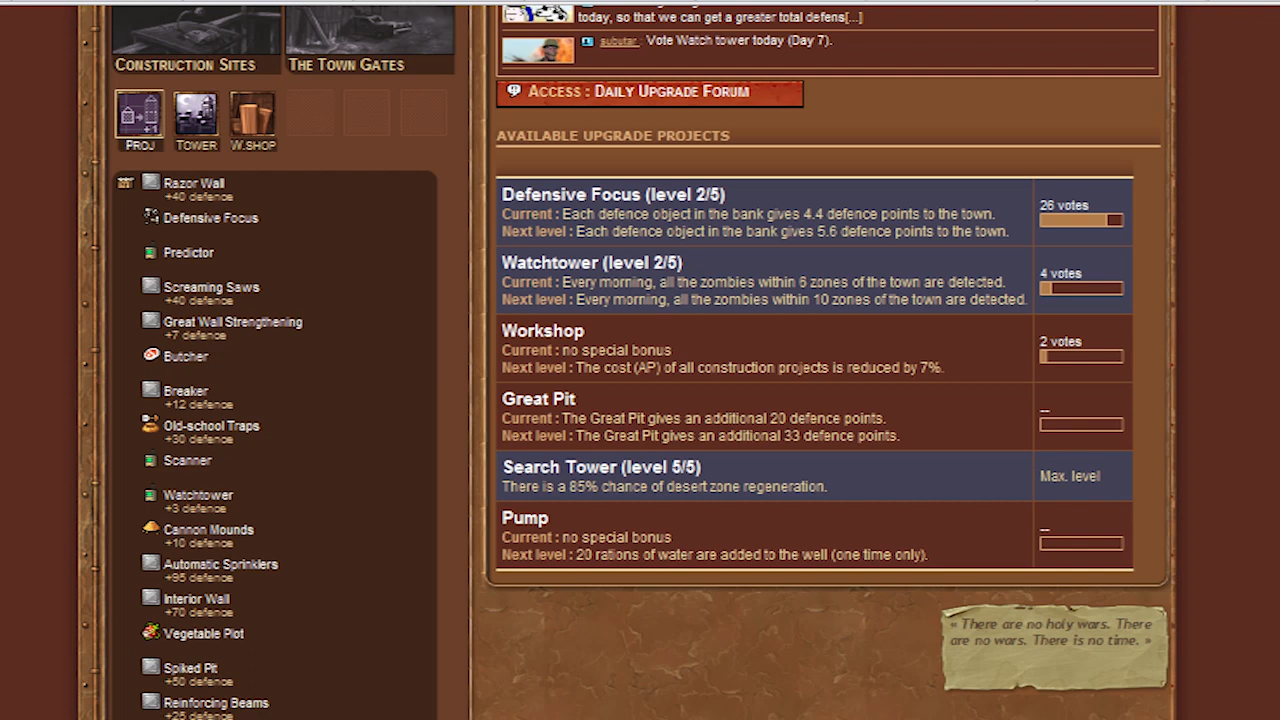 today, so that we can get a greater total defens[...]
subutar : Vote Watch tower today (Day 7).
CONSTRUCTION SITES
THE TOWN GATES
ACCESS : DAILY UPGRADE FORUM
+1
PROJ
TOWER
W.SHOP
AVAILABLE UPGRADE PROJECTS
Razor Wall
+40 defence
Defensive Focus
Predictor
Screaming Saws
+40 defence
Great Wall Strengthening
+7 defence
Butcher
Breaker
+12 defence
Old-school Traps
+30 defence
Scanner
Watchtower
+3 defence
Cannon Mounds
+10 defence
Automatic Sprinklers
+95 defence
Interior Wall
+70 defence
Vegetable Plot
Spiked Pit
+50 defence
Reinforcing Beams
+25 defence
Defensive Focus (level 2/5)
Current : Each defence object in the bank gives 4.4 defence points to the town.
Next level : Each defence object in the bank gives 5.6 defence points to the town.
26 votes
Watchtower (level 2/5)
Current : Every morning, all the zombies within 6 zones of the town are detected.
Next level : Every morning, all the zombies within 10 zones of the town are detected.
4 votes
Workshop
Current : no special bonus
Next level : The cost (AP) of all construction projects is reduced by 7%.
2 votes
Great Pit
Current : The Great Pit gives an additional 20 defence points.
Next level : The Great Pit gives an additional 33 defence points.
--
Search Tower (level 5/5)
There is a 85% chance of desert zone regeneration.
Max. level
Pump
Current : no special bonus
Next level : 20 rations of water are added to the well (one time only).
--
« There are no holy wars. There
are no wars. There is no time. »